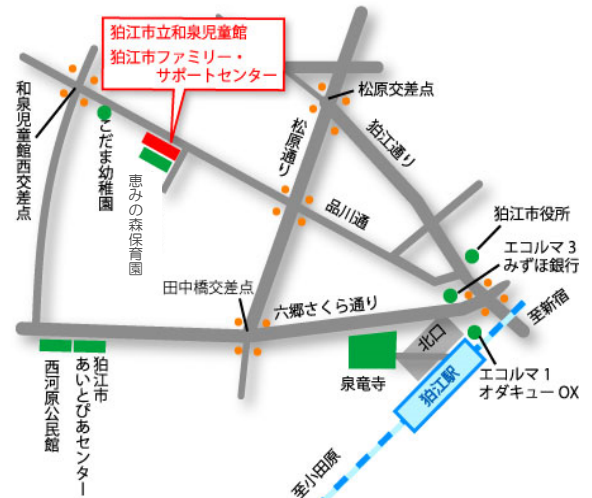 狛江市立和泉児童館
狛江市ファミリー・
サポートセンター
松原交差点
和泉児童館西交差点
こだま幼稚園
恵みの森保育園
松原通り
狛江通り
品川通
狛江市役所
エコルマ3
みずほ銀行
田中橋交差点
六郷さくら通り
至新宿
北口
泉竜寺
狛江駅
エコルマ1
オダキューOX
西河原公民館
狛江市
あいとぴあセンター
至小田原